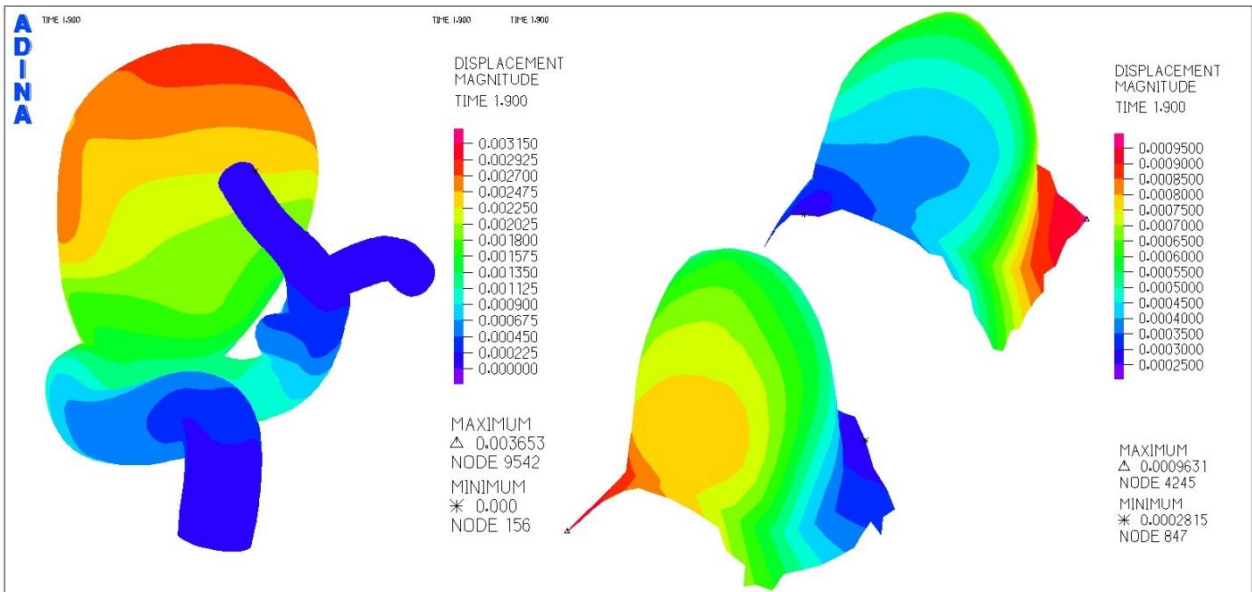 ADINA
TIME 1.900
TIME 1.900
TIME 1.900
DISPLACEMENT
MAGNITUDE
TIME 1.900
0.003150
0.002925
0.002700
0.002475
0.002250
0.002025
0.001800
0.001575
0.001350
0.001125
0.000900
0.000675
0.000450
0.000225
0.000000
MAXIMUM
△ 0.003653
NODE 9542
MINIMUM
✳ 0.000
NODE 156
DISPLACEMENT
MAGNITUDE
TIME 1.900
0.0009500
0.0009000
0.0008500
0.0008000
0.0007500
0.0007000
0.0006500
0.0006000
0.0005500
0.0005000
0.0004500
0.0004000
0.0003500
0.0003000
0.0002500
MAXIMUM
△ 0.0009631
NODE 4245
MINIMUM
✳ 0.0002815
NODE 847